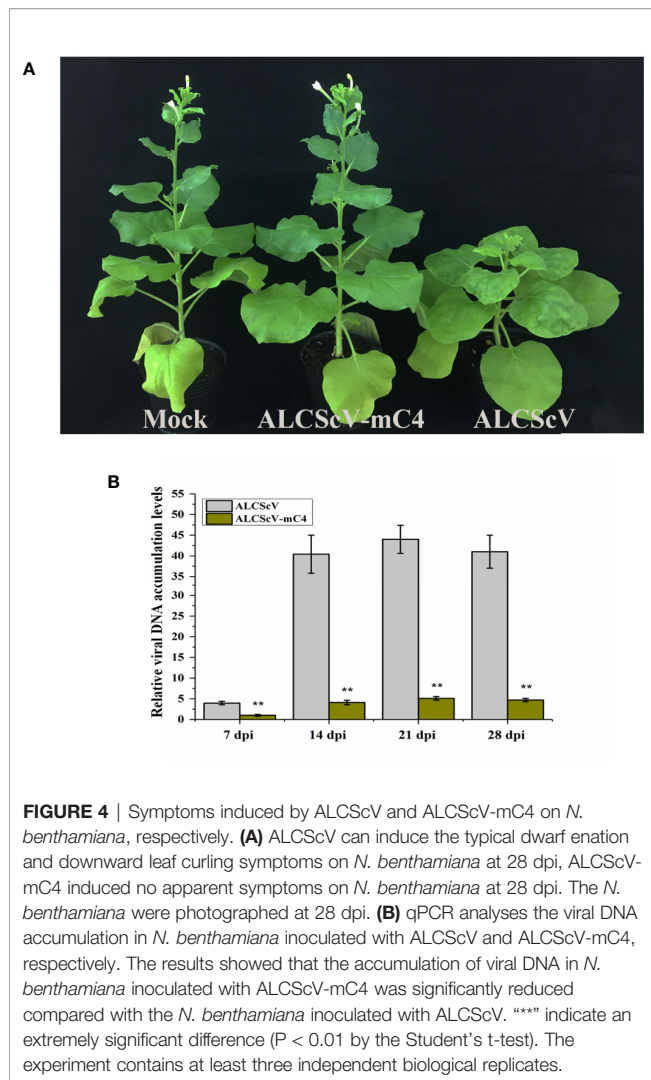 A
Mock
ALCScV-mC4
ALCScV
B
Relative viral DNA accumulation levels
55
50
45
40
35
30
25
20
15
10
5
0
ALCScV
ALCScV-mC4
**
**
**
**
7 dpi
14 dpi
21 dpi
28 dpi
FIGURE 4 | Symptoms induced by ALCScV and ALCScV-mC4 on N.
benthamiana, respectively. (A) ALCScV can induce the typical dwarf enation
and downward leaf curling symptoms on N. benthamiana at 28 dpi, ALCScV-
mC4 induced no apparent symptoms on N. benthamiana at 28 dpi. The N.
benthamiana were photographed at 28 dpi. (B) qPCR analyses the viral DNA
accumulation in N. benthamiana inoculated with ALCScV and ALCScV-mC4,
respectively. The results showed that the accumulation of viral DNA in N.
benthamiana inoculated with ALCScV-mC4 was significantly reduced
compared with the N. benthamiana inoculated with ALCScV. “**” indicate an
extremely significant difference (P < 0.01 by the Student’s t-test). The
experiment contains at least three independent biological replicates.